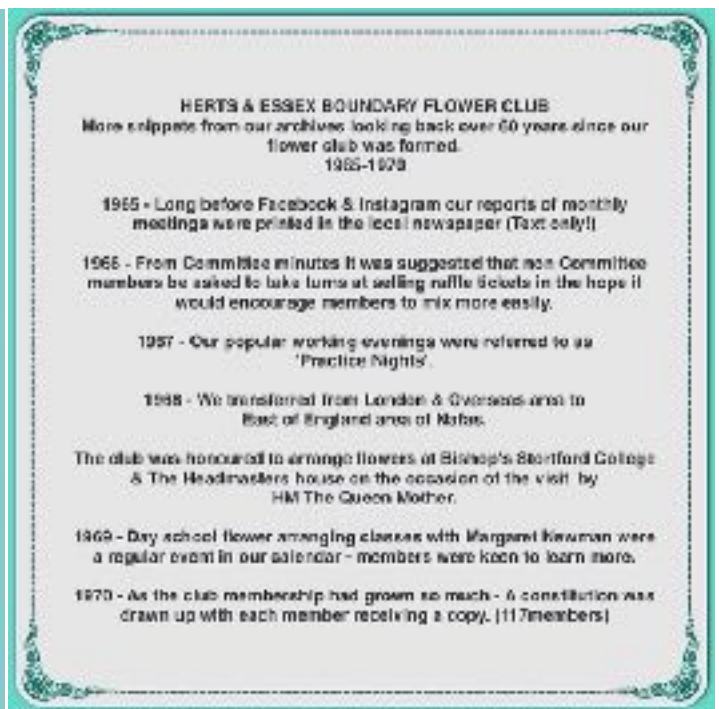 HERTS & ESSEX BOUNDARY FLOWER CLUB
More snippets from our archives looking back over 60 years since our
flower club was formed.
1965-1970
1965 - Long before Facebook & Instagram our reports of monthly
meetings were printed in the local newspaper (Text only!)
1966 - From Committee minutes it was suggested that non Committee
members be asked to take turns at selling raffle tickets in the hope it
would encourage members to mix more easily.
1967 - Our popular working evenings were referred to as
'Practice Nights'.
1968 - We transferred from London & Overseas area to
East of England area of Nafas.
The club was honoured to arrange flowers at Bishop's Stortford College
& The Headmasters house on the occasion of the visit by
HM The Queen Mother.
1969 - Day school flower arranging classes with Margaret Newman were
a regular event in our calendar - members were keen to learn more.
1970 - As the club membership had grown so much - A constitution was
drawn up with each member receiving a copy. (117members)